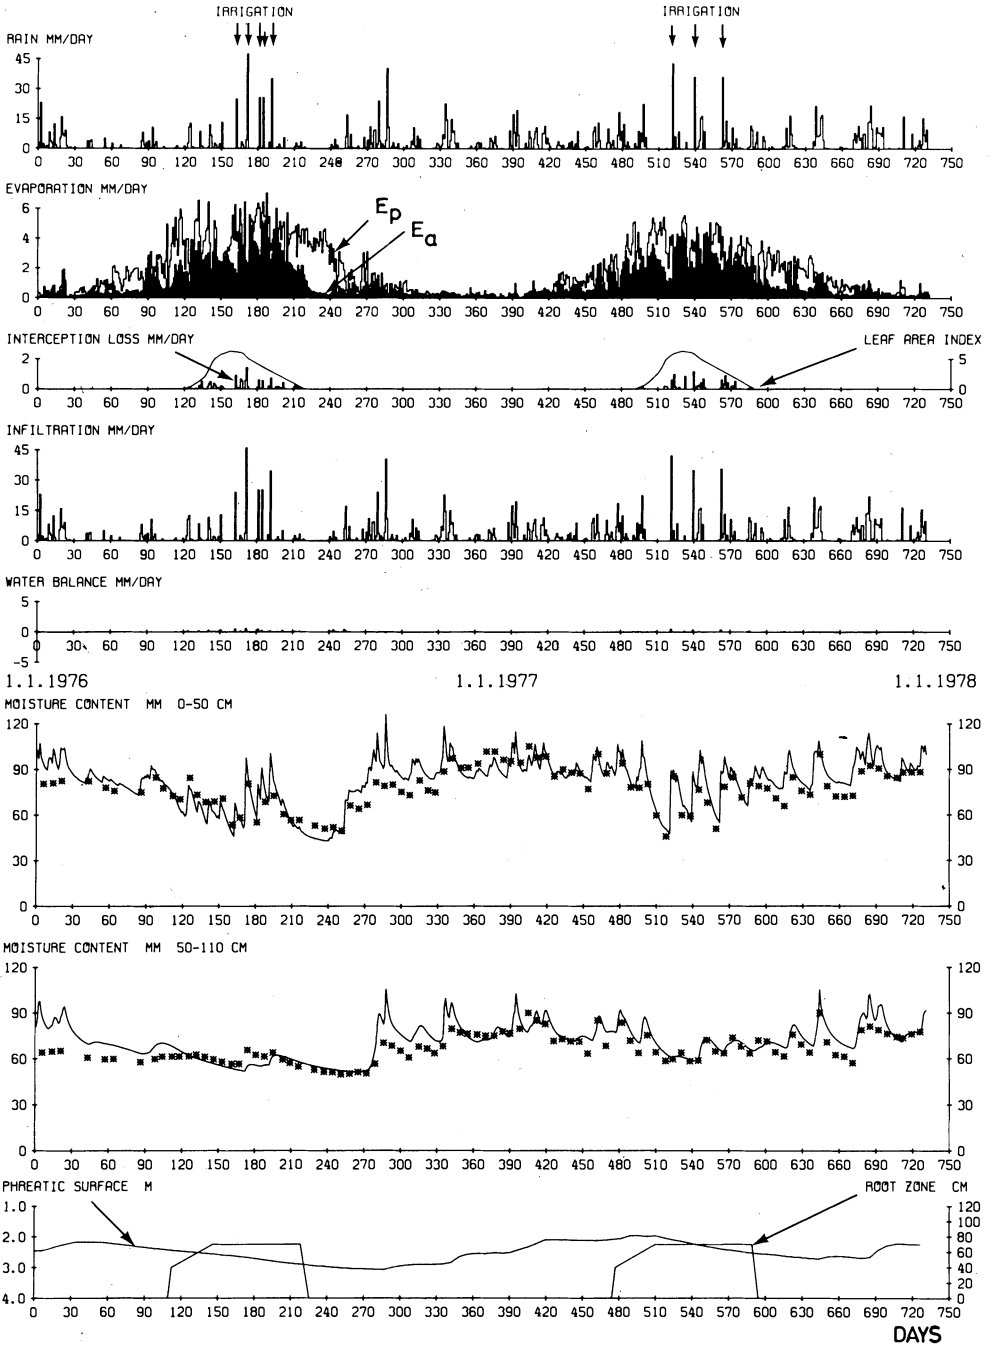 IRRIGATION IRRIGATION
RAIN MM/DAY
45
30
15
0
0 30 60 90 120 150 180 210 240 270 300 330 360 390 420 450 480 510 540 570 600 630 660 690 720 750
EVAPORATION MM/DAY
6
Ep
4
Ea
2
0
0 30 60 90 120 150 180 210 240 270 300 330 360 390 420 450 480 510 540 570 600 630 660 690 720 750
INTERCEPTION LOSS MM/DAY LEAF AREA INDEX
2 5
0 0
0 30 60 90 120 150 180 210 240 270 300 330 360 390 420 450 480 510 540 570 600 630 660 690 720 750
INFILTRATION MM/DAY
45
30
15
0
0 30 60 90 120 150 180 210 240 270 300 330 360 390 420 450 480 510 540 570 600 630 660 690 720 750
WATER BALANCE MM/DAY
5
0
0 30 60 90 120 150 180 210 240 270 300 330 360 390 420 450 480 510 540 570 600 630 660 690 720 750
-5
1.1.1976 1.1.1977 1.1.1978
MOISTURE CONTENT MM 0-50 CM
120 120
90 90
60 60
30 30
0 0
0 30 60 90 120 150 180 210 240 270 300 330 360 390 420 450 480 510 540 570 600 630 660 690 720 750
MOISTURE CONTENT MM 50-110 CM
120 120
90 90
60 60
30 30
0 0
0 30 60 90 120 150 180 210 240 270 300 330 360 390 420 450 480 510 540 570 600 630 660 690 720 750
PHREATIC SURFACE M ROOT ZONE CM
1.0 120
100
2.0 80
60
3.0 40
20
4.0 0
0 30 60 90 120 150 180 210 240 270 300 330 360 390 420 450 480 510 540 570 600 630 660 690 720 750
DAYS